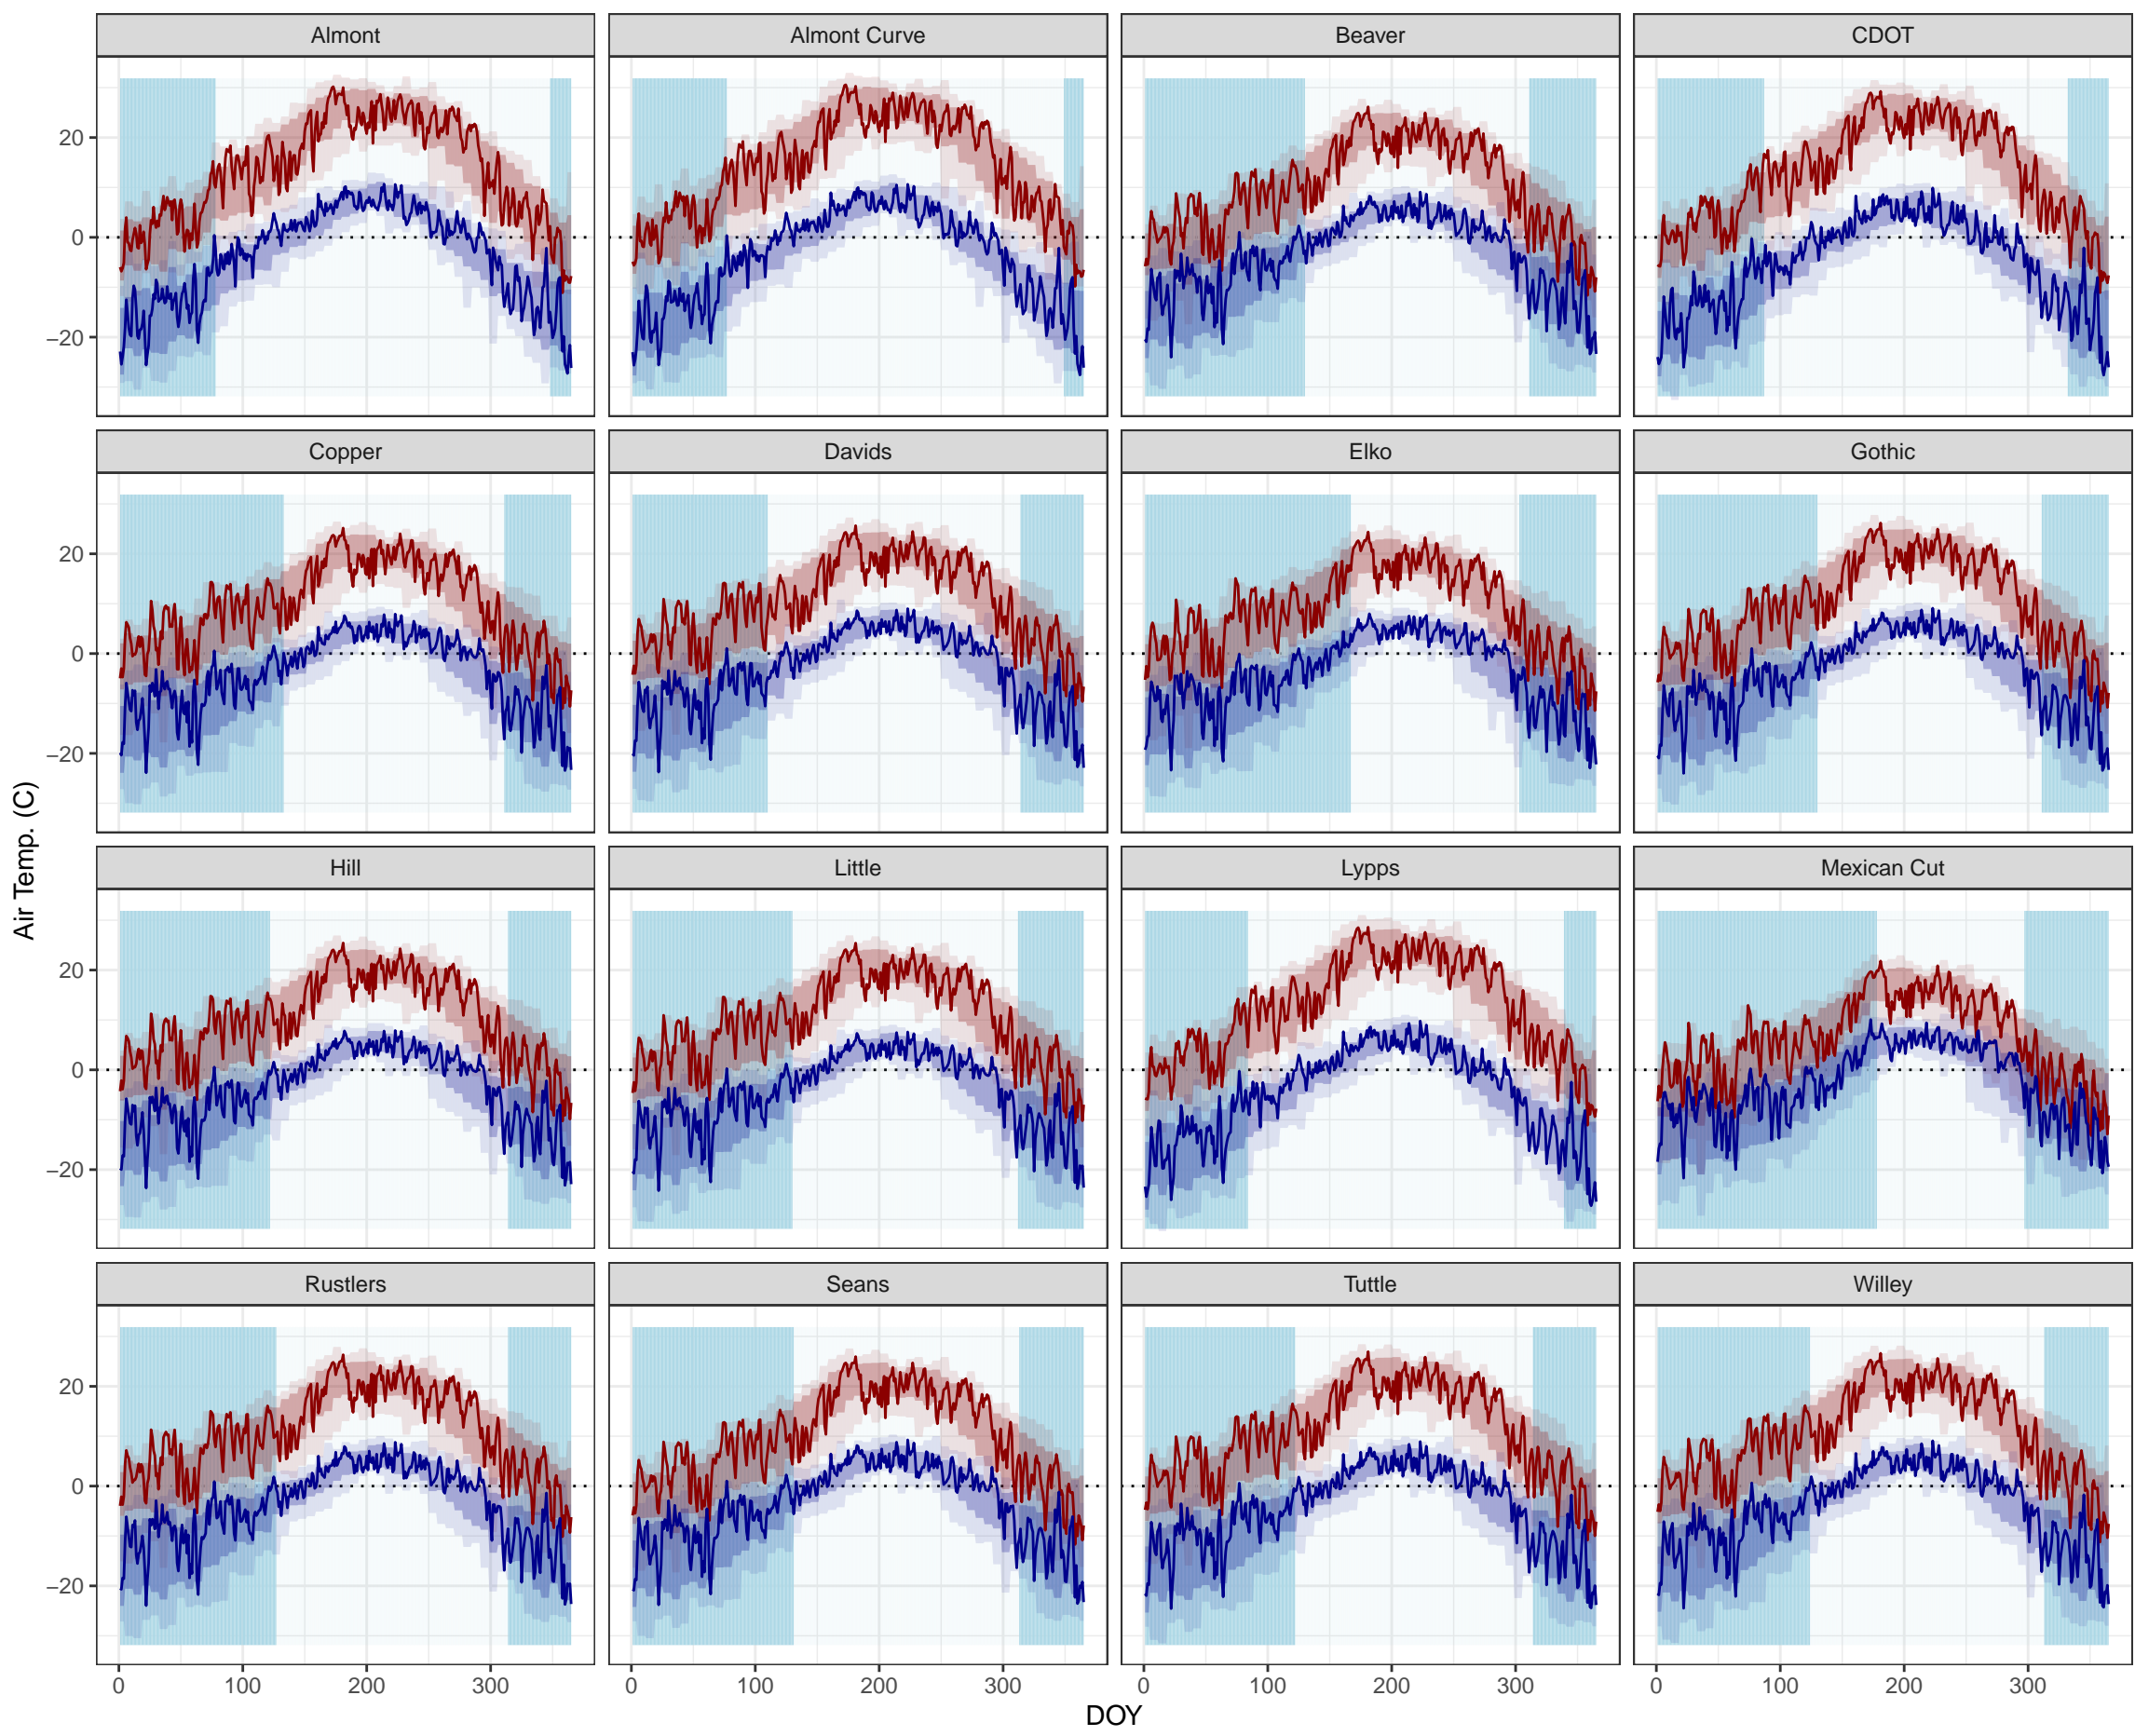 Almont Almont Curve Beaver CDOT
20
0
−20
Copper Davids Elko Gothic
20
0
−20
Air Temp. (C)
Hill Little Lypps Mexican Cut
20
0
−20
Rustlers Seans Tuttle Willey
20
0
−20
0 100 200 300 0 100 200 300 0 100 200 300 0 100 200 300
DOY